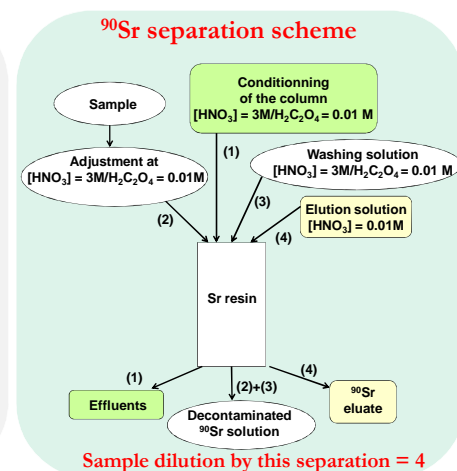 ⁹⁰Sr separation scheme
Conditionning
of the column
[HNO₃] = 3M/H₂C₂O₄ = 0.01 M
Sample
(1)
Adjustment at
[HNO₃] = 3M/H₂C₂O₄ = 0.01M
Washing solution
[HNO₃] = 3M/H₂C₂O₄ = 0.01 M
(3)
(2)
Elution solution
[HNO₃] = 0.01M
(4)
Sr resin
(1)
(2)+(3)
(4)
Effluents
Decontaminated
⁹⁰Sr solution
⁹⁰Sr
eluate
Sample dilution by this separation = 4